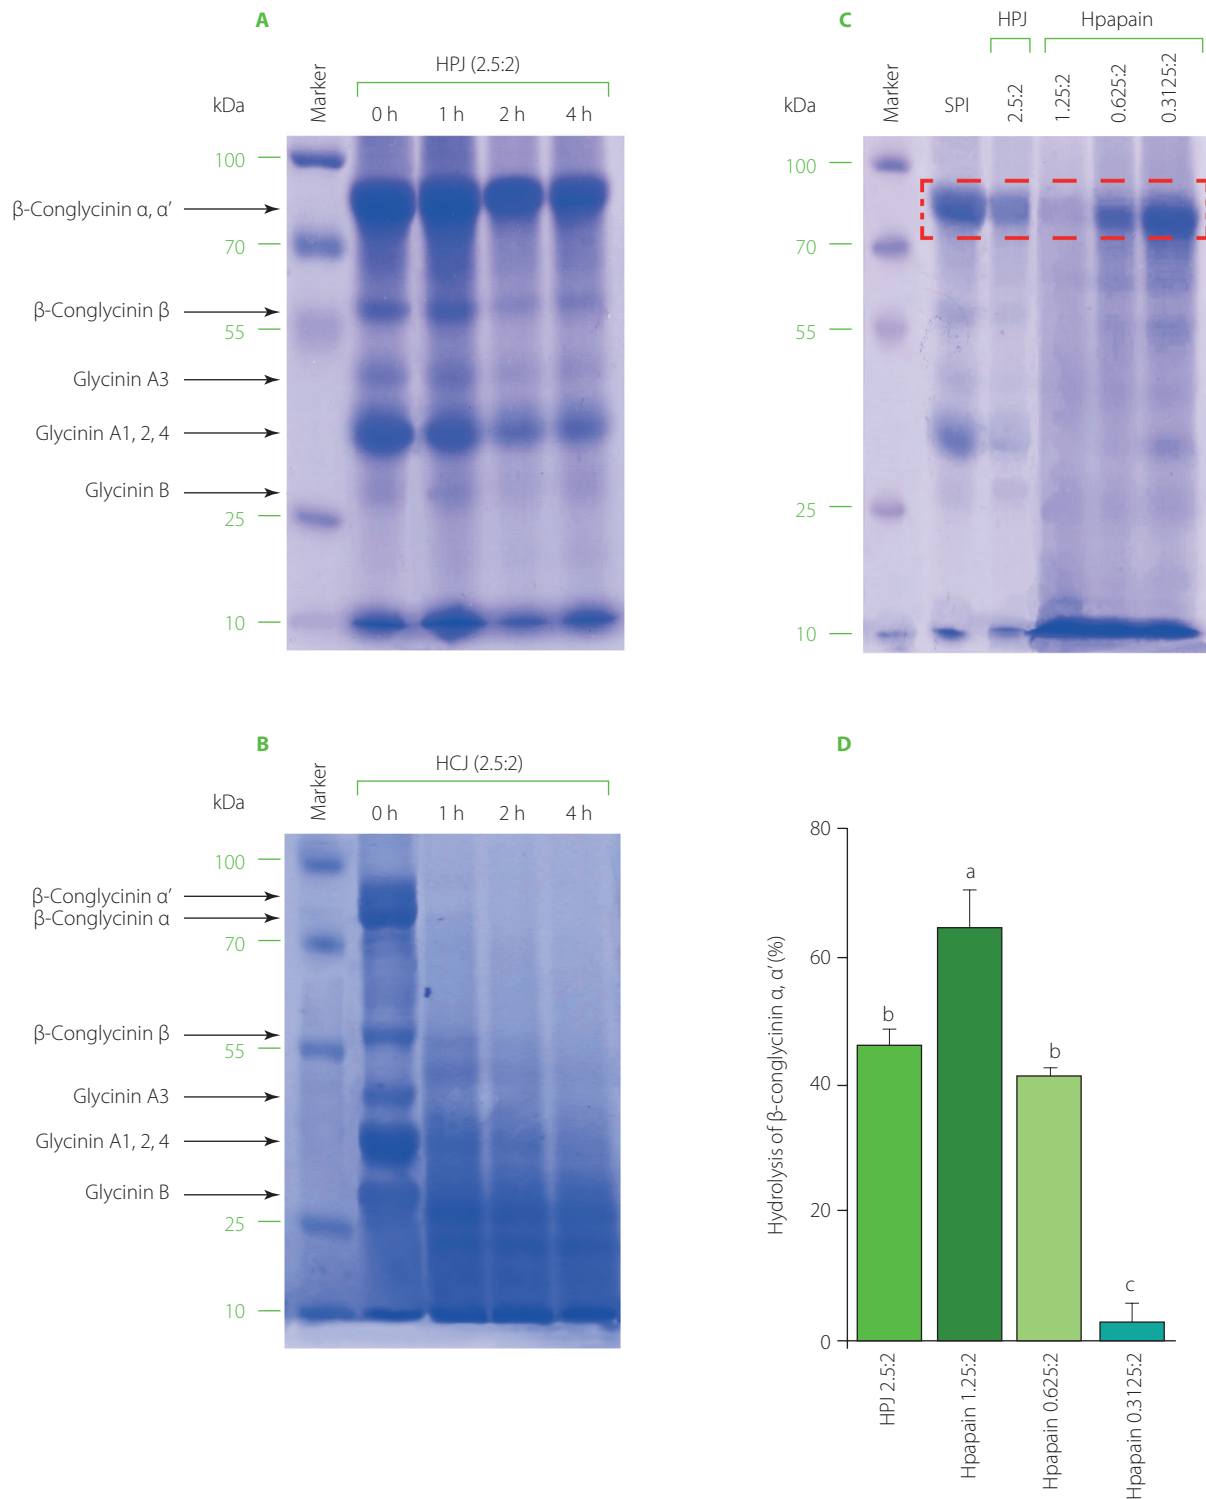 A
HPJ (2.5:2)
kDa
Marker
0 h
1 h
2 h
4 h
100
β-Conglycinin α, α′
70
β-Conglycinin β
55
Glycinin A3
Glycinin A1, 2, 4
Glycinin B
25
10
C
HPJ
Hpapain
kDa
Marker
SPI
2.5:2
1.25:2
0.625:2
0.3125:2
100
70
55
25
10
B
HCJ (2.5:2)
kDa
Marker
0 h
1 h
2 h
4 h
100
β-Conglycinin α′
β-Conglycinin α
70
β-Conglycinin β
55
Glycinin A3
Glycinin A1, 2, 4
Glycinin B
25
10
D
Hydrolysis of β-conglycinin α, α′ (%)
80
60
40
20
0
b
a
b
c
HPJ 2.5:2
Hpapain 1.25:2
Hpapain 0.625:2
Hpapain 0.3125:2